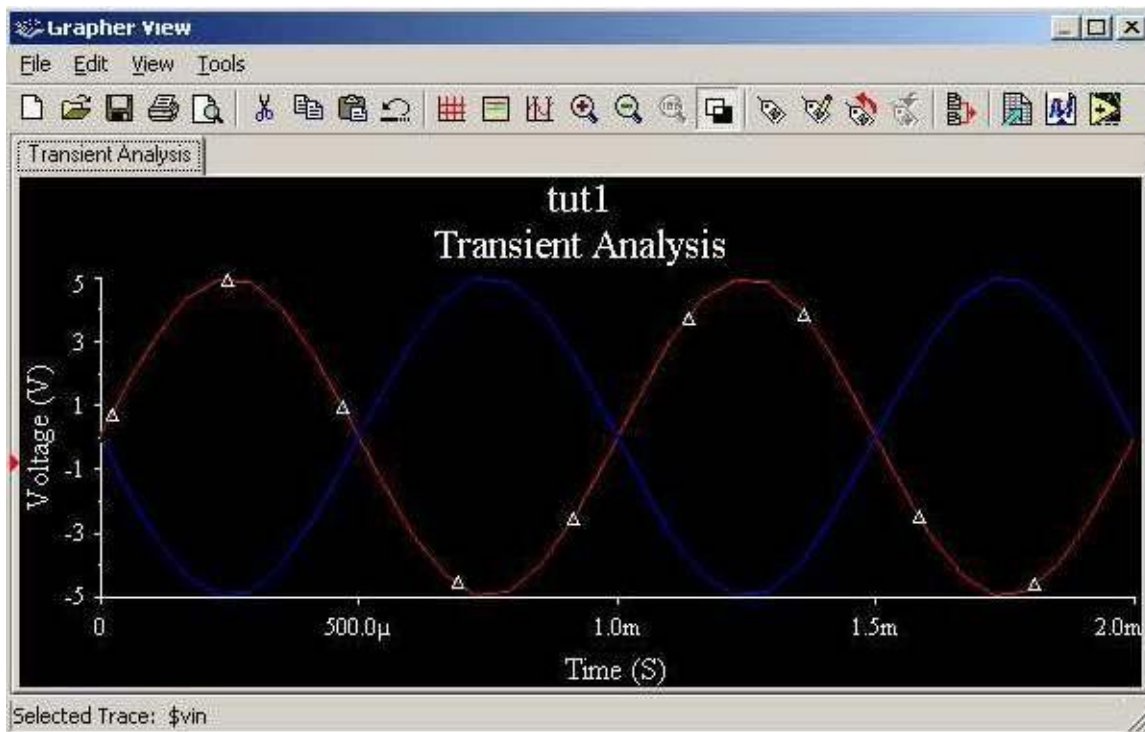 Grapher View
File Edit View Tools
Transient Analysis
tut1
Transient Analysis
Voltage (V)
5
3
1
-1
-3
-5
0 500.0µ 1.0m 1.5m 2.0m
Time (S)
Selected Trace: $vin